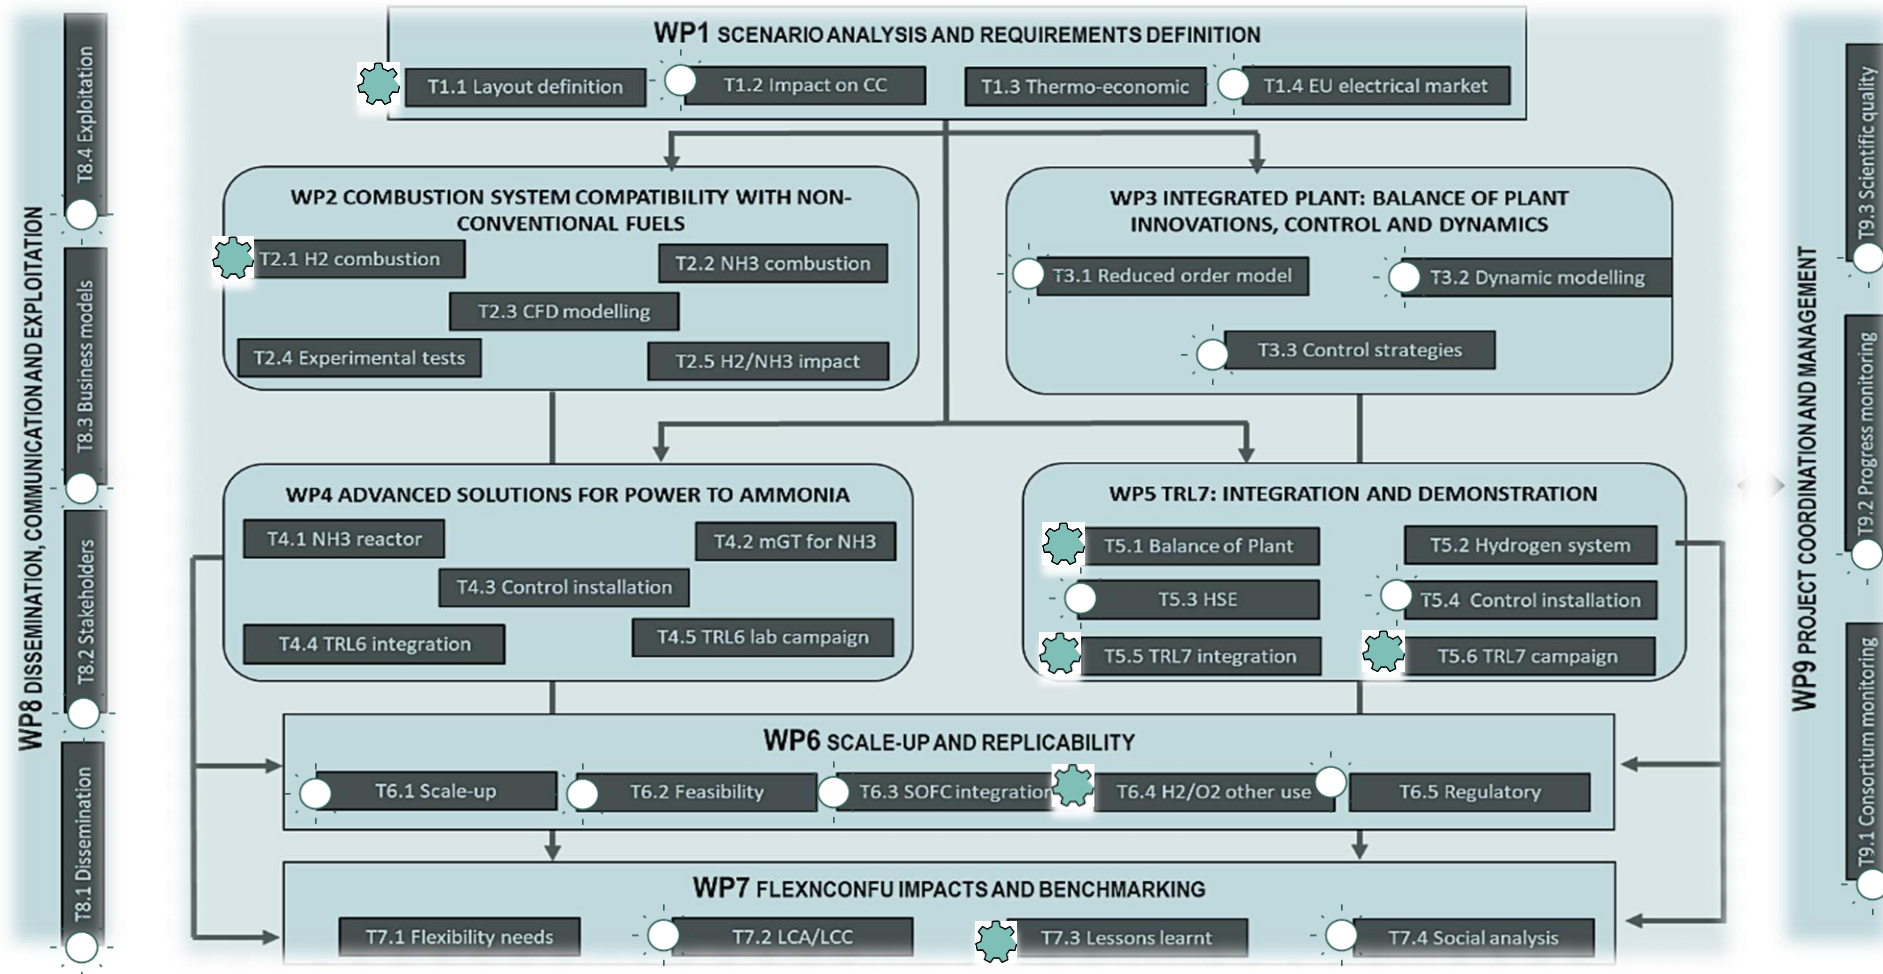 WP1 SCENARIO ANALYSIS AND REQUIREMENTS DEFINITION
T1.1 Layout definition
T1.2 Impact on CC
T1.3 Thermo-economic
T1.4 EU electrical market
WP2 COMBUSTION SYSTEM COMPATIBILITY WITH NON-
CONVENTIONAL FUELS
T2.1 H2 combustion
T2.2 NH3 combustion
T2.3 CFD modelling
T2.4 Experimental tests
T2.5 H2/NH3 impact
WP3 INTEGRATED PLANT: BALANCE OF PLANT
INNOVATIONS, CONTROL AND DYNAMICS
T3.1 Reduced order model
T3.2 Dynamic modelling
T3.3 Control strategies
WP4 ADVANCED SOLUTIONS FOR POWER TO AMMONIA
T4.1 NH3 reactor
T4.2 mGT for NH3
T4.3 Control installation
T4.4 TRL6 integration
T4.5 TRL6 lab campaign
WP5 TRL7: INTEGRATION AND DEMONSTRATION
T5.1 Balance of Plant
T5.2 Hydrogen system
T5.3 HSE
T5.4 Control installation
T5.5 TRL7 integration
T5.6 TRL7 campaign
WP6 SCALE-UP AND REPLICABILITY
T6.1 Scale-up
T6.2 Feasibility
T6.3 SOFC integration
T6.4 H2/O2 other use
T6.5 Regulatory
WP7 FLEXNCONFU IMPACTS AND BENCHMARKING
T7.1 Flexibility needs
T7.2 LCA/LCC
T7.3 Lessons learnt
T7.4 Social analysis
WP8 DISSEMINATION, COMMUNICATION AND EXPLOITATION
T8.4 Exploitation
T8.3 Business models
T8.2 Stakeholders
T8.1 Dissemination
WP9 PROJECT COORDINATION AND MANAGEMENT
T9.3 Scientific quality
T9.2 Progress monitoring
T9.1 Consortium monitoring